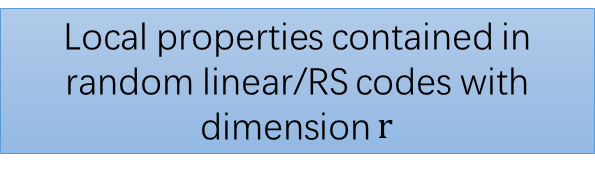 Local properties contained in
random linear/RS codes with
dimension r